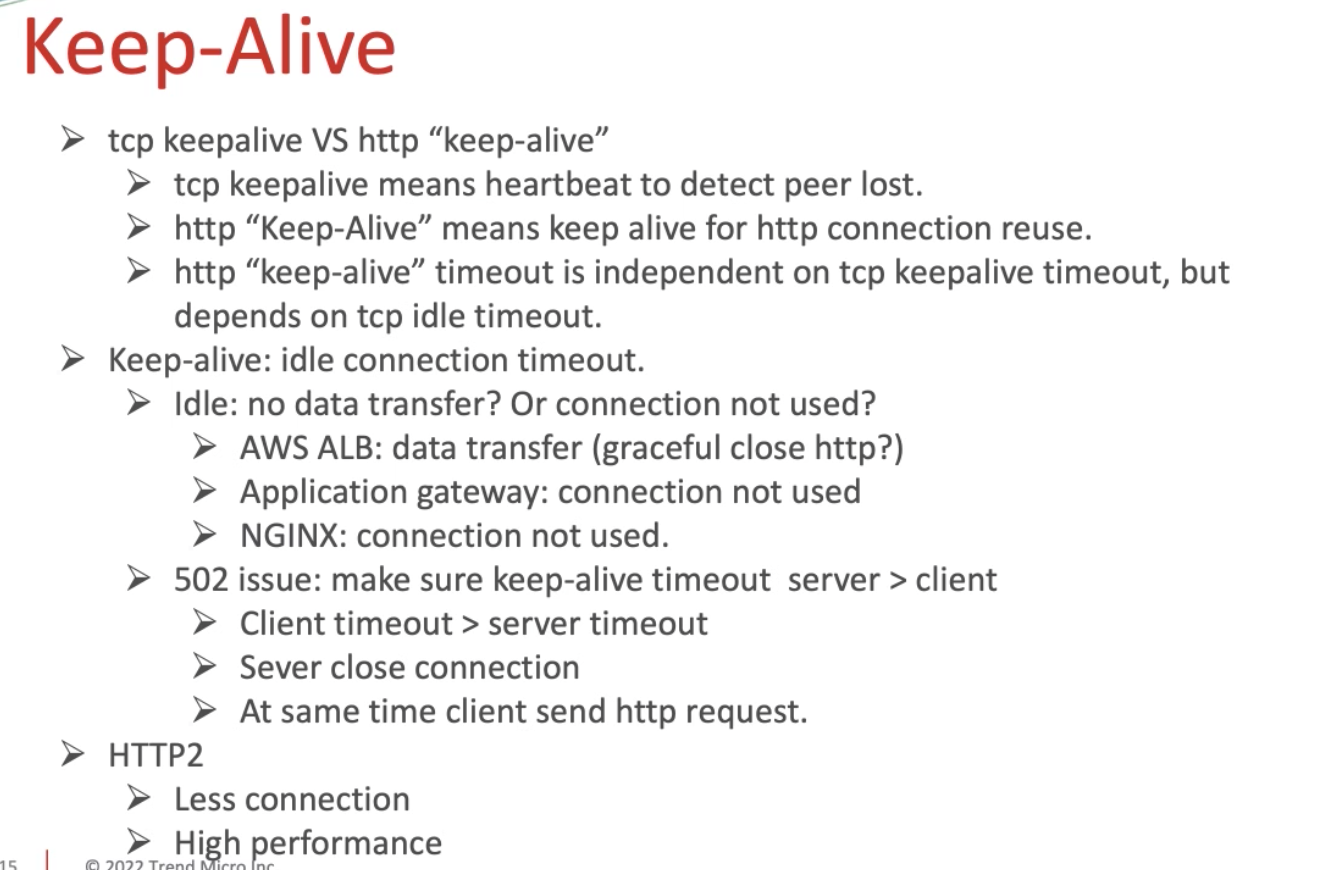 Keep-Alive
tcp keepalive VS http “keep-alive”
tcp keepalive means heartbeat to detect peer lost.
http “Keep-Alive” means keep alive for http connection reuse.
http “keep-alive” timeout is independent on tcp keepalive timeout, but
depends on tcp idle timeout.
Keep-alive: idle connection timeout.
Idle: no data transfer? Or connection not used?
AWS ALB: data transfer (graceful close http?)
Application gateway: connection not used
NGINX: connection not used.
502 issue: make sure keep-alive timeout  server > client
Client timeout > server timeout
Sever close connection
At same time client send http request.
HTTP2
Less connection
High performance
15 © 2022 Trend Micro Inc